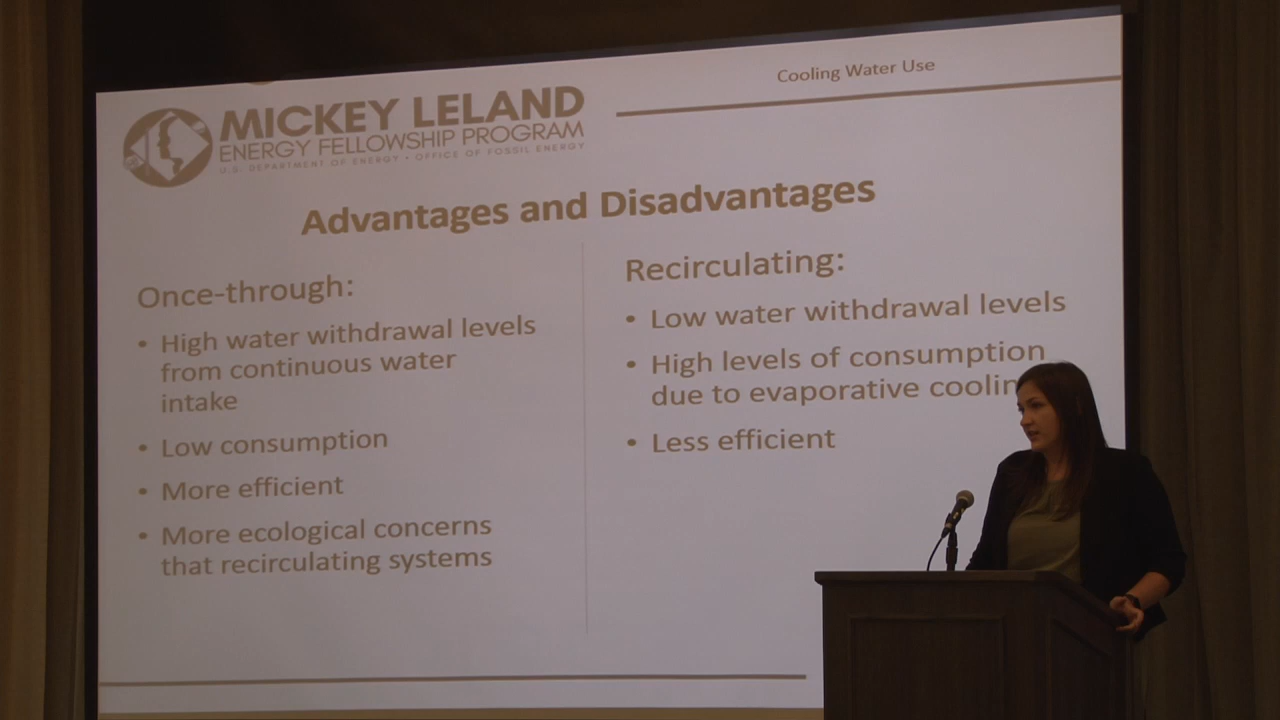 Cooling Water Use
MICKEY LELAND
ENERGY FELLOWSHIP PROGRAM
U.S. DEPARTMENT OF ENERGY • OFFICE OF FOSSIL ENERGY
Advantages and Disadvantages
Once-through:
• High water withdrawal levels
from continuous water
intake
• Low consumption
• More efficient
• More ecological concerns
that recirculating systems
Recirculating:
• Low water withdrawal levels
• High levels of consumption
due to evaporative coolin
• Less efficient